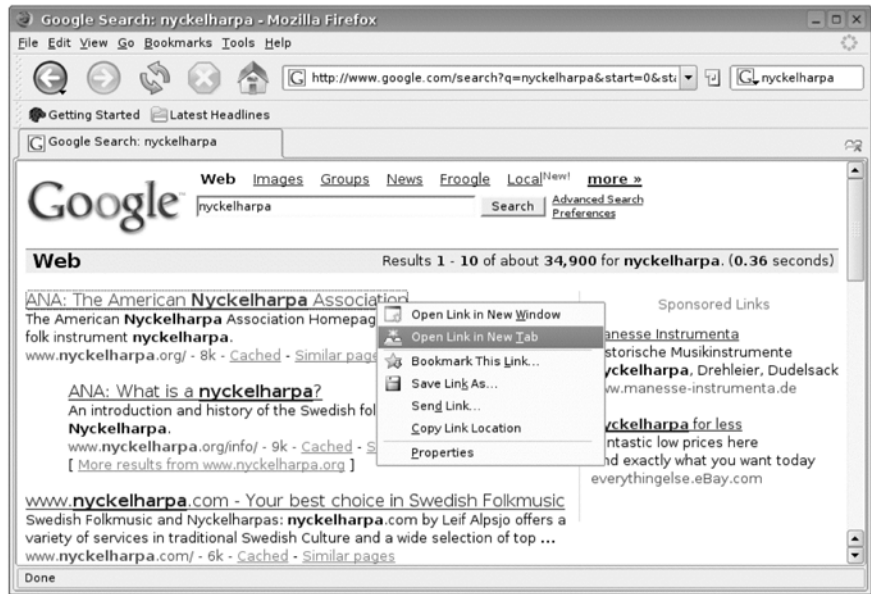 Google Search: nyckelharpa - Mozilla Firefox
File Edit View Go Bookmarks Tools Help
http://www.google.com/search?q=nyckelharpa&start=0&sta
nyckelharpa
Getting Started Latest Headlines
Google Search: nyckelharpa
Google™
Web Images Groups News Froogle Local New! more »
nyckelharpa
Search
Advanced Search
Preferences
Web Results 1 - 10 of about 34,900 for nyckelharpa. (0.36 seconds)
ANA: The American Nyckelharpa Association
The American Nyckelharpa Association Homepag
folk instrument nyckelharpa.
www.nyckelharpa.org/ - 8k - Cached - Similar page
ANA: What is a nyckelharpa?
An introduction and history of the Swedish fol
Nyckelharpa.
www.nyckelharpa.org/info/ - 9k - Cached - S
[ More results from www.nyckelharpa.org ]
www.nyckelharpa.com - Your best choice in Swedish Folkmusic
Swedish Folkmusic and Nyckelharpas: nyckelharpa.com by Leif Alpsjo offers a
variety of services in traditional Swedish Culture and a wide selection of top ...
www.nyckelharpa.com/ - 6k - Cached - Similar pages
Open Link in New Window
Open Link in New Tab
Bookmark This Link...
Save Link As...
Send Link...
Copy Link Location
Properties
Sponsored Links
anesse Instrumenta
storische Musikinstrumente
yckelharpa, Drehleier, Dudelsack
ww.manesse-instrumenta.de
yckelharpa for less
ntastic low prices here
nd exactly what you want today
everythingelse.eBay.com
Done